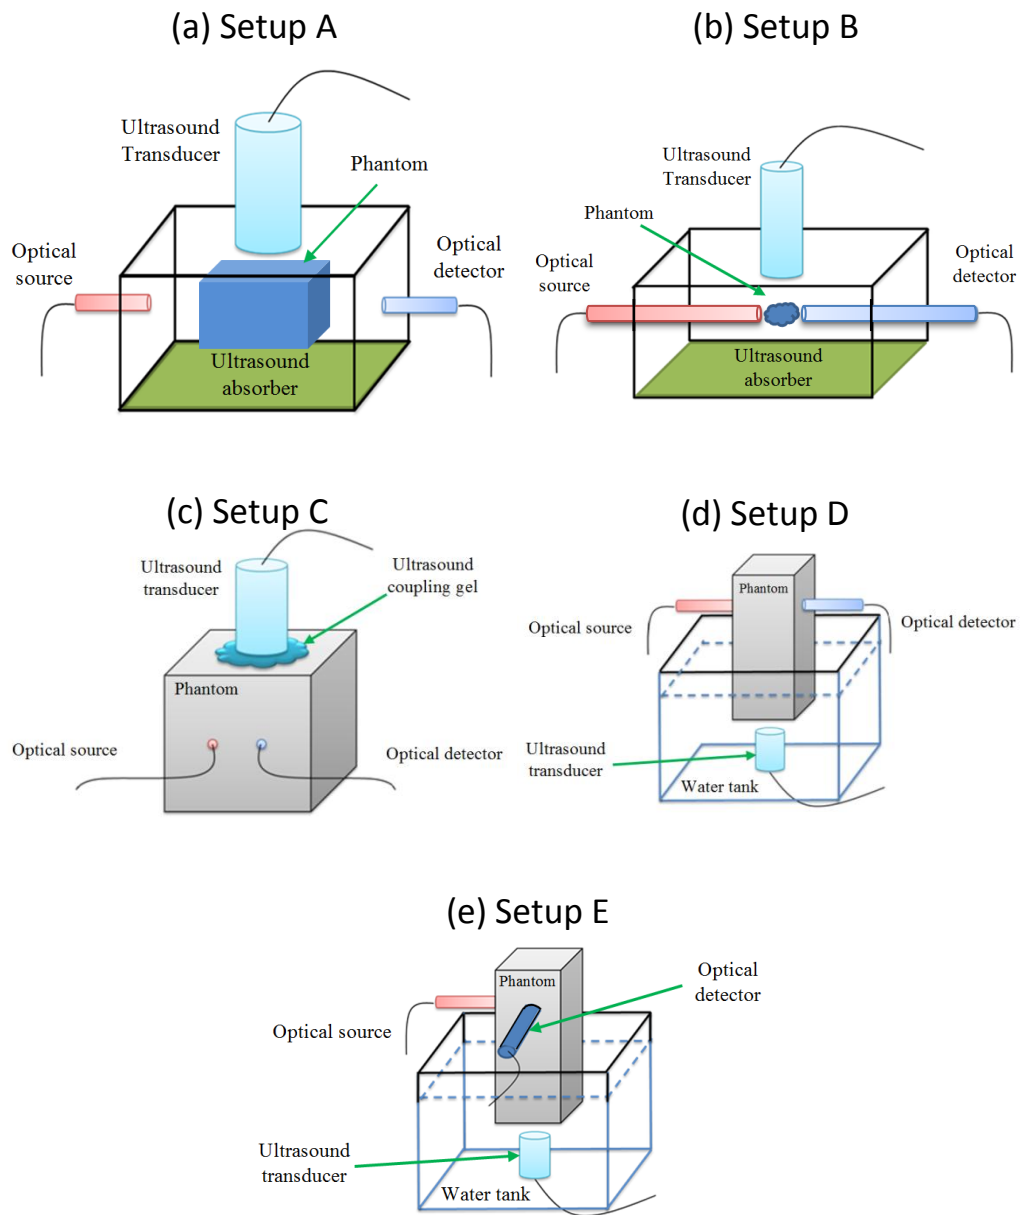 (a) Setup A
Ultrasound
Transducer
Phantom
Optical
source
Optical
detector
Ultrasound
absorber
(b) Setup B
Ultrasound
Transducer
Phantom
Optical
source
Optical
detector
Ultrasound
absorber
(c) Setup C
Ultrasound
transducer
Ultrasound
coupling gel
Phantom
Optical source
Optical detector
(d) Setup D
Phantom
Optical source
Optical detector
Ultrasound
transducer
Water tank
(e) Setup E
Phantom
Optical
detector
Optical source
Ultrasound
transducer
Water tank